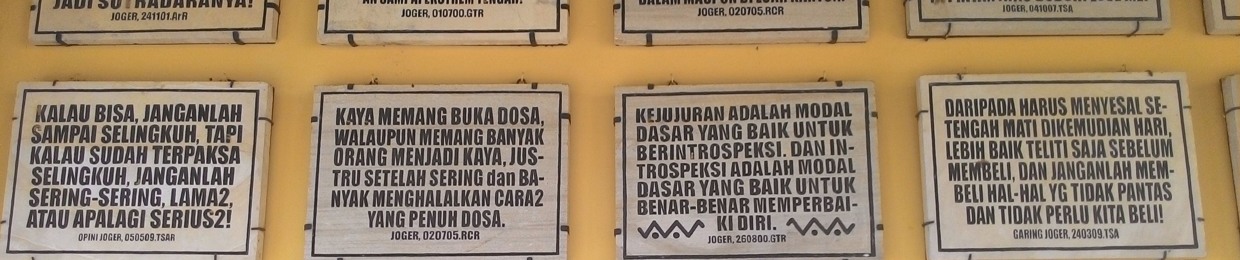 JADI SUTRADARANYA!
JOGER, 241101.ArR
JOGER, 010700.GTR
JOGER, 020705.RCR
JOGER, 041007.TSA
KALAU BISA, JANGANLAH
SAMPAI SELINGKUH, TAPI
KALAU SUDAH TERPAKSA
SELINGKUH, JANGANLAH
SERING-SERING, LAMA2,
ATAU APALAGI SERIUS2!
OPINI JOGER, 050509.TSAR
KAYA MEMANG BUKA DOSA,
WALAUPUN MEMANG BANYAK
ORANG MENJADI KAYA, JUS-
TRU SETELAH SERING dan BA-
NYAK MENGHALALKAN CARA2
YANG PENUH DOSA.
JOGER, 020705.RCR
KEJUJURAN ADALAH MODAL
DASAR YANG BAIK UNTUK
BERINTROSPEKSI. DAN IN-
TROSPEKSI ADALAH MODAL
DASAR YANG BAIK UNTUK
BENAR-BENAR MEMPERBAI-
KI DIRI.
JOGER, 260800.GTR
DARIPADA HARUS MENYESAL SE-
TENGAH MATI DIKEMUDIAN HARI,
LEBIH BAIK TELITI SAJA SEBELUM
MEMBELI, DAN JANGANLAH MEM-
BELI HAL-HAL YG TIDAK PANTAS
DAN TIDAK PERLU KITA BELI!
GARING JOGER, 240309.TSA